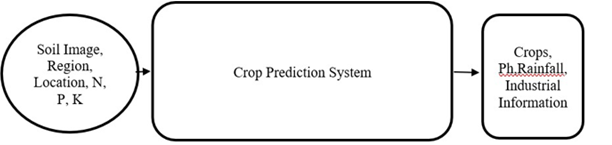 Soil Image,
Region,
Location, N,
P, K
Crop Prediction System
Crops,
Ph,Rainfall,
Industrial
Information